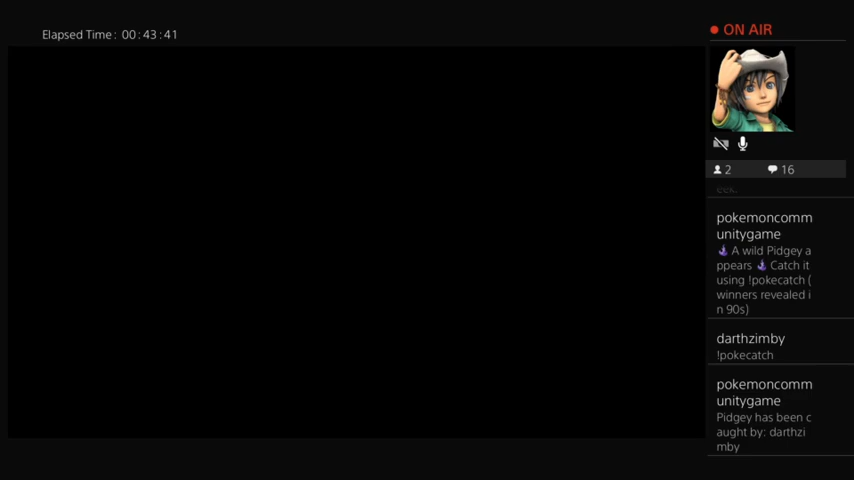 Elapsed Time: 00:43:41
ON AIR
2
16
eek.
pokemoncomm
unitygame
A wild Pidgey a
ppears Catch it
using !pokecatch (
winners revealed i
n 90s)
darthzimby
!pokecatch
pokemoncomm
unitygame
Pidgey has been c
aught by: darthzi
mby